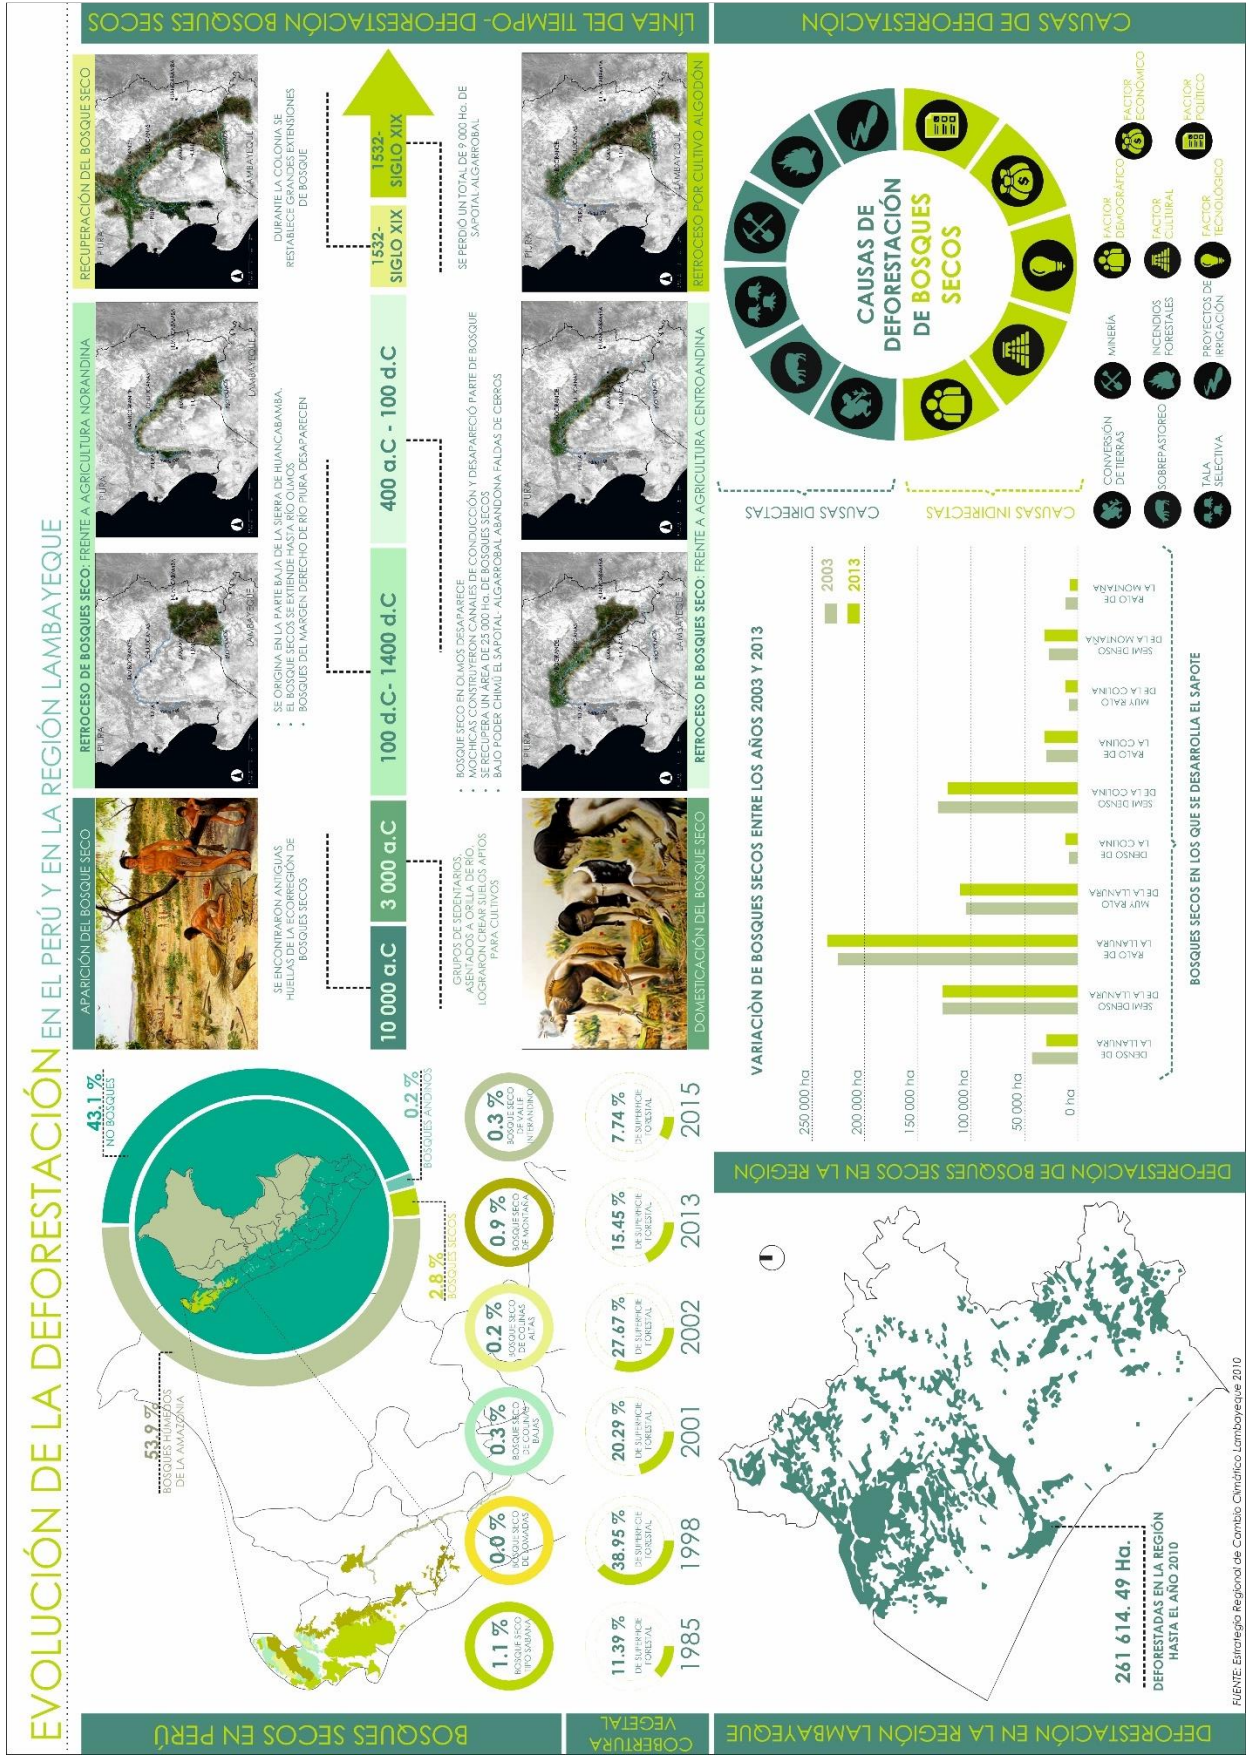 EVOLUCIÓN DE LA DEFORESTACIÓN EN EL PERÚ Y EN LA REGIÓN LAMBAYEQUE
BOSQUES SECOS EN PERÚ
53.9 %
BOSQUES HÚMEDOS
DE LA AMAZONIA
43.1 %
NO BOSQUES
2.8 %
BOSQUES SECOS
0.2 %
BOSQUES ANDINOS
1.1 %
BOSQUE SECO
TIPO SABANA
0.0 %
BOSQUE SECO
DE LOMADAS
0.3 %
BOSQUE SECO
DE COLINAS
BAJAS
0.2 %
BOSQUE SECO
DE COLINAS
ALTAS
0.9 %
BOSQUE SECO
DE MONTAÑA
0.3 %
BOSQUE SECO
DE VALLE
INTERANDINO
COBERTURA
VEGETAL
11.39 %
DE SUPERFICIE
FORESTAL
1985
38.95 %
DE SUPERFICIE
FORESTAL
1998
20.29 %
DE SUPERFICIE
FORESTAL
2001
27.67 %
DE SUPERFICIE
FORESTAL
2002
15.45 %
DE SUPERFICIE
FORESTAL
2013
7.74 %
DE SUPERFICIE
FORESTAL
2015
LÍNEA DEL TIEMPO- DEFORESTACIÓN BOSQUES SECOS
APARICIÓN DEL BOSQUE SECO
RETROCESO DE BOSQUES SECO: FRENTE A AGRICULTURA NORANDINA
RECUPERACIÓN DEL BOSQUE SECO
PIURA
LAMBAYEQUE
PIURA
LAMBAYEQUE
PIURA
LAMBAYEQUE
SE ENCONTRARON ANTIGUAS
HUELLAS DE LA ECORREGIÓN DE
BOSQUES SECOS
• SE ORIGINA EN LA PARTE BAJA DE LA SIERRA DE HUANCABAMBA.
• EL BOSQUE SECOS SE EXTIENDE HASTA RÍO OLMOS
• BOSQUES DEL MARGEN DERECHO DE RÍO PIURA DESAPARECEN
DURANTE LA COLONIA SE
RESTABLECE GRANDES EXTENSIONES
DE BOSQUE
10 000 a.C
3 000 a.C
100 d.C- 1400 d.C
400 a.C - 100 d.C
1532-
SIGLO XIX
1532-
SIGLO XIX
GRUPOS DE SEDENTARIOS,
ASENTADOS A ORILLA DE RÍO,
LOGRARON CREAR SUELOS APTOS
PARA CULTIVOS
• BOSQUE SECO EN OLMOS DESAPARECE
• MOCHICAS CONSTRUYERON CANALES DE CONDUCCIÓN Y DESAPARECIÓ PARTE DE BOSQUE
• SE RECUPERA UN ÁREA DE 25 000 Ha. DE BOSQUES SECOS
• BAJO PODER CHIMÚ EL SAPOTAL- ALGARROBAL ABANDONA FALDAS DE CERROS
SE PERDIÓ UN TOTAL DE 9 000 Ha. DE
SAPOTAL-ALGARROBAL
PIURA
LAMBAYEQUE
PIURA
PIURA
LAMBAYEQUE
DOMESTICACIÓN DEL BOSQUE SECO
RETROCESO DE BOSQUES SECO: FRENTE A AGRICULTURA CENTROANDINA
RETROCESO POR CULTIVO ALGODÓN
DEFORESTACIÓN EN LA REGIÓN LAMBAYEQUE
261 614. 49 Ha.
DEFORESTADAS EN LA REGIÓN
HASTA EL AÑO 2010
FUENTE: Estrategia Regional de Cambio Climático Lambayeque 2010
DEFORESTACIÓN DE BOSQUES SECOS EN LA REGIÓN
VARIACIÒN DE BOSQUES SECOS ENTRE LOS AÑOS 2003 Y 2013
2003
2013
250 000 ha
200 000 ha
150 000 ha
100 000 ha
50 000 ha
0 ha
DENSO DE
LA LLANURA
SEMI DENSO
DE LA LLANURA
RALO DE
LA LLANURA
MUY RALO
DE LA LLANURA
DENSO DE
LA COLINA
SEMI DENSO
DE LA COLINA
RALO DE
LA COLINA
MUY RALO
DE LA COLINA
SEMI DENSO
DE LA MONTAÑA
RALO DE
LA MONTAÑA
BOSQUES SECOS EN LOS QUE SE DESARROLLA EL SAPOTE
CAUSAS DE DEFORESTACIÓN
CAUSAS DIRECTAS
CAUSAS INDIRECTAS
CAUSAS DE
DEFORESTACIÓN
DE BOSQUES
SECOS
CONVERSIÓN
DE TIERRAS
MINERÍA
FACTOR
DEMOGRÁFICO
FACTOR
ECONÓMICO
SOBREPASTOREO
INCENDIOS
FORESTALES
FACTOR
CULTURAL
TALA
SELECTIVA
PROYECTOS DE
IRRIGACIÓN
FACTOR
TECNOLÓGICO
FACTOR
POLÍTICO